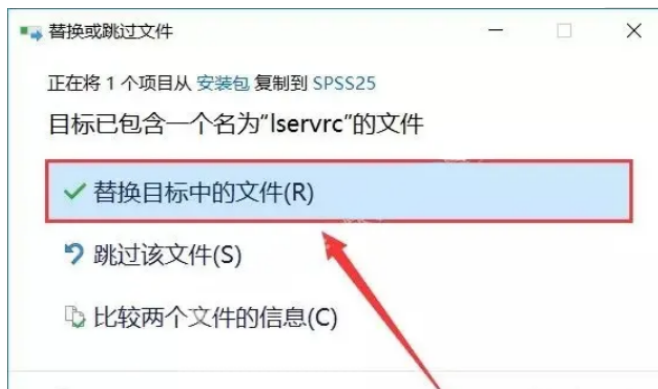 替换或跳过文件
正在将 1 个项目从 安装包 复制到 SPSS25
目标已包含一个名为“lservrc”的文件
替换目标中的文件(R)
跳过该文件(S)
比较两个文件的信息(C)